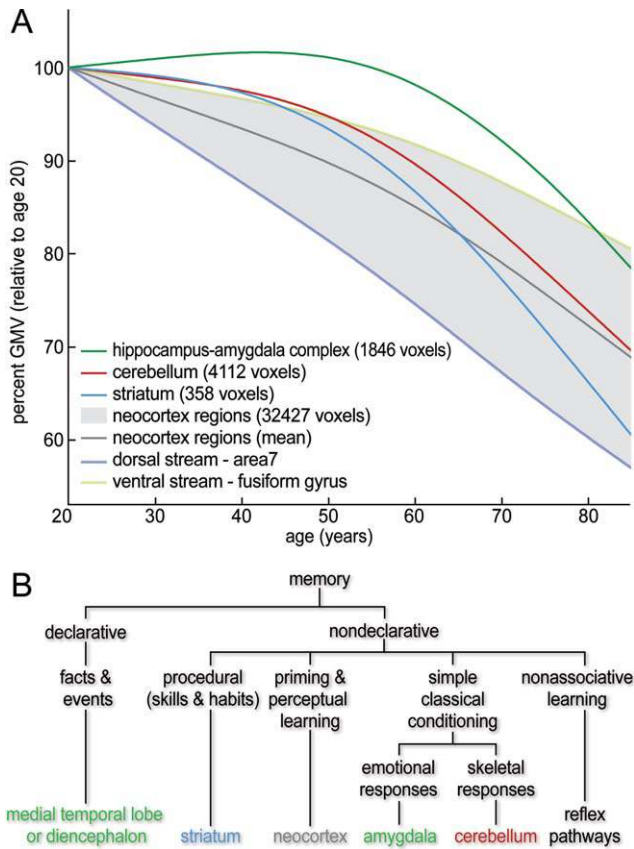 A
percent GMV (relative to age 20)
100
90
80
70
60
hippocampus-amygdala complex (1846 voxels)
cerebellum (4112 voxels)
striatum (358 voxels)
neocortex regions (32427 voxels)
neocortex regions (mean)
dorsal stream - area7
ventral stream - fusiform gyrus
20 30 40 50 60 70 80
age (years)
B
memory
declarative nondeclarative
facts & procedural priming & simple nonassociative
events (skills & habits) perceptual classical learning
learning conditioning
emotional skeletal
responses responses
medial temporal lobe reflex
or diencephalon striatum neocortex amygdala cerebellum pathways